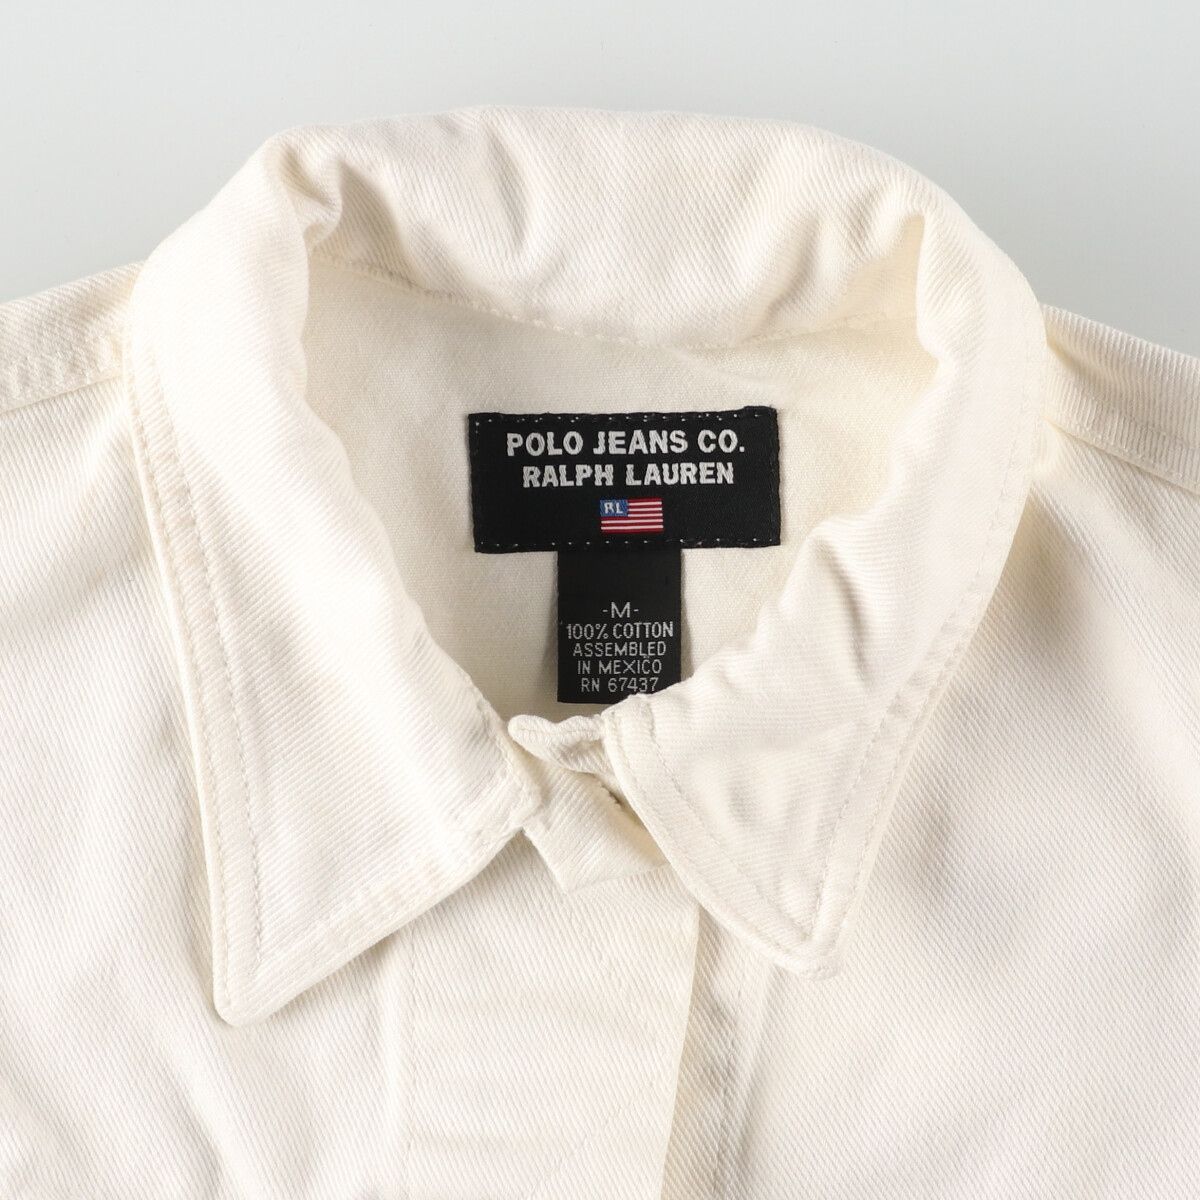 POLO JEANS CO.
RALPH LAUREN
RL
-M-
100% COTTON
ASSEMBLED
IN MEXICO
RN 67437